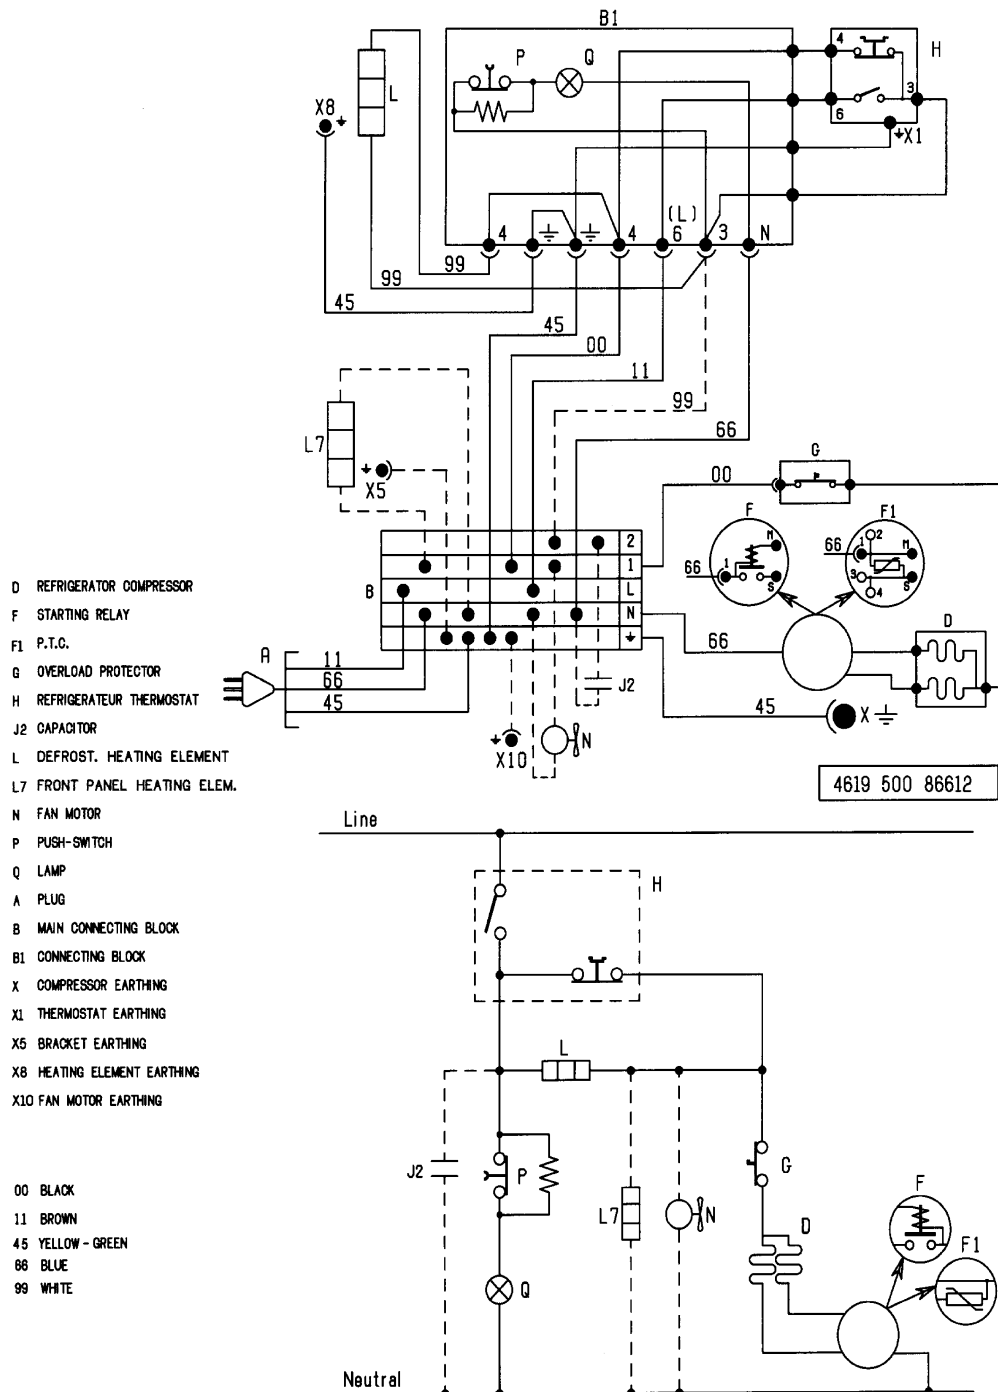 B1
H
P
Q
4
L
3
X8
6
X1
(L)
4
4
6
3
N
99
99
45
45
00
11
99
66
L7
X5
G
00
F
F1
M
2
66
1
M
66
1
3
S
S
4
2
1
B
L
N
D
A
11
66
45
66
J2
45
X
X10
N
4619 500 86612
D REFRIGERATOR COMPRESSOR
F STARTING RELAY
F1 P.T.C.
G OVERLOAD PROTECTOR
H REFRIGERATEUR THERMOSTAT
J2 CAPACITOR
L DEFROST. HEATING ELEMENT
L7 FRONT PANEL HEATING ELEM.
N FAN MOTOR
P PUSH-SWITCH
Q LAMP
A PLUG
B MAIN CONNECTING BLOCK
B1 CONNECTING BLOCK
X COMPRESSOR EARTHING
X1 THERMOSTAT EARTHING
X5 BRACKET EARTHING
X8 HEATING ELEMENT EARTHING
X10 FAN MOTOR EARTHING
00 BLACK
11 BROWN
45 YELLOW-GREEN
66 BLUE
99 WHITE
Line
H
L
J2
P
G
L7
N
F
D
F1
Q
Neutral